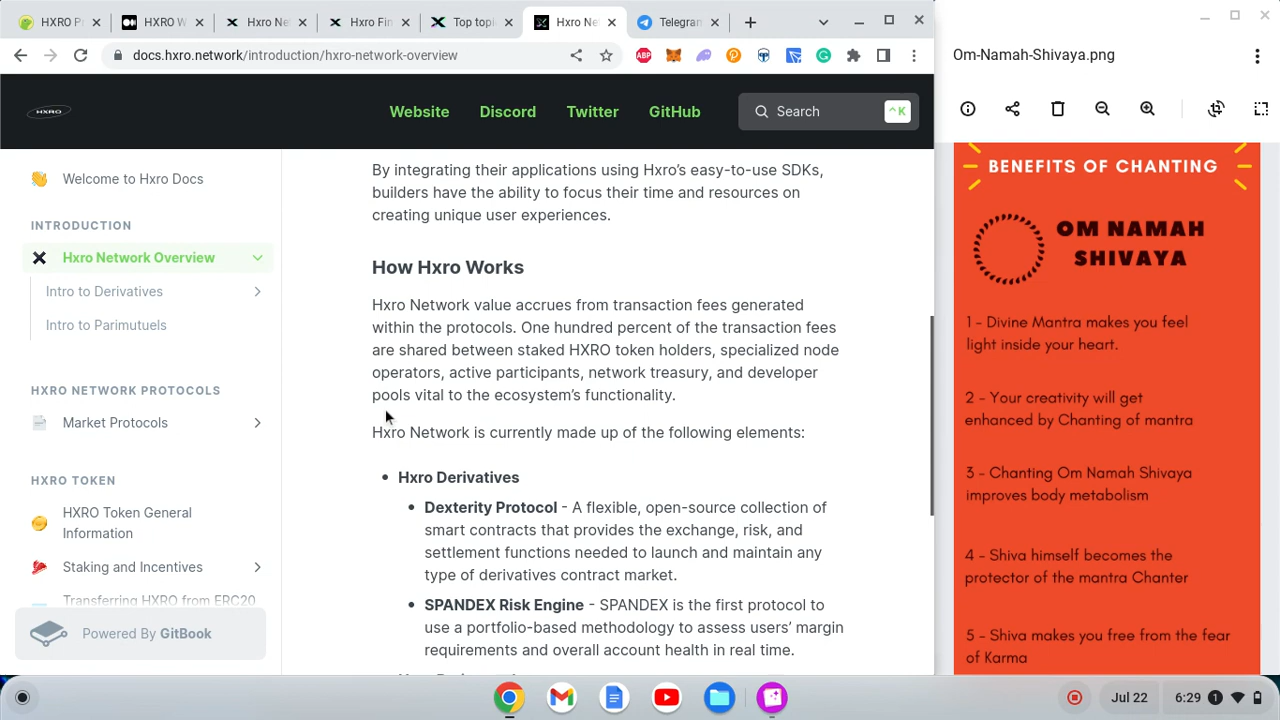 HXRO P
HXRO W
Hxro Ne
Hxro Fin
Top topi
Hxro Ne
Telegran
docs.hxro.network/introduction/hxro-network-overview
HXRO
Website
Discord
Twitter
GitHub
Search
^K
Welcome to Hxro Docs
INTRODUCTION
Hxro Network Overview
Intro to Derivatives
Intro to Parimutuels
HXRO NETWORK PROTOCOLS
Market Protocols
HXRO TOKEN
HXRO Token General
Information
Staking and Incentives
Transferring HXRO from ERC20
Powered By GitBook
By integrating their applications using Hxro's easy-to-use SDKs,
builders have the ability to focus their time and resources on
creating unique user experiences.
How Hxro Works
Hxro Network value accrues from transaction fees generated
within the protocols. One hundred percent of the transaction fees
are shared between staked HXRO token holders, specialized node
operators, active participants, network treasury, and developer
pools vital to the ecosystem's functionality.
Hxro Network is currently made up of the following elements:
• Hxro Derivatives
• Dexterity Protocol - A flexible, open-source collection of
smart contracts that provides the exchange, risk, and
settlement functions needed to launch and maintain any
type of derivatives contract market.
• SPANDEX Risk Engine - SPANDEX is the first protocol to
use a portfolio-based methodology to assess users' margin
requirements and overall account health in real time.
Om-Namah-Shivaya.png
BENEFITS OF CHANTING
OM NAMAH
SHIVAYA
1 - Divine Mantra makes you feel
light inside your heart.
2 - Your creativity will get
enhanced by Chanting of mantra
3 - Chanting Om Namah Shivaya
improves body metabolism
4 - Shiva himself becomes the
protector of the mantra Chanter
5 - Shiva makes you free from the fear
of Karma
Jul 22
6:29
1